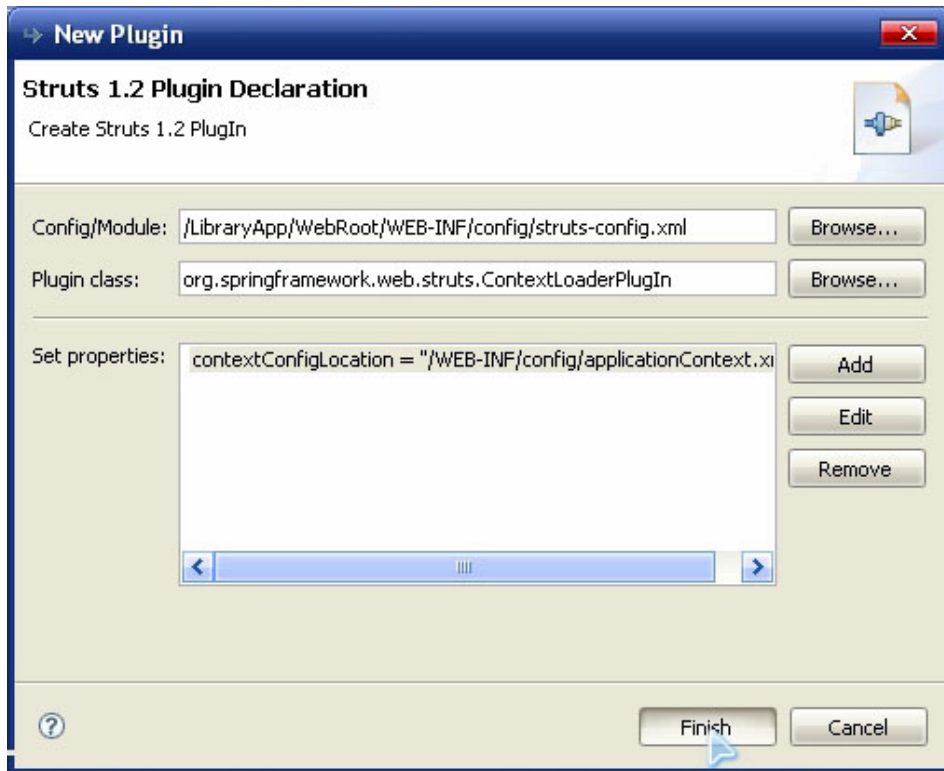 New Plugin
Struts 1.2 Plugin Declaration
Create Struts 1.2 PlugIn
Config/Module: /LibraryApp/WebRoot/WEB-INF/config/struts-config.xml Browse...
Plugin class: org.springframework.web.struts.ContextLoaderPlugIn Browse...
Set properties: contextConfigLocation = "/WEB-INF/config/applicationContext.x Add
Edit
Remove
Finish Cancel